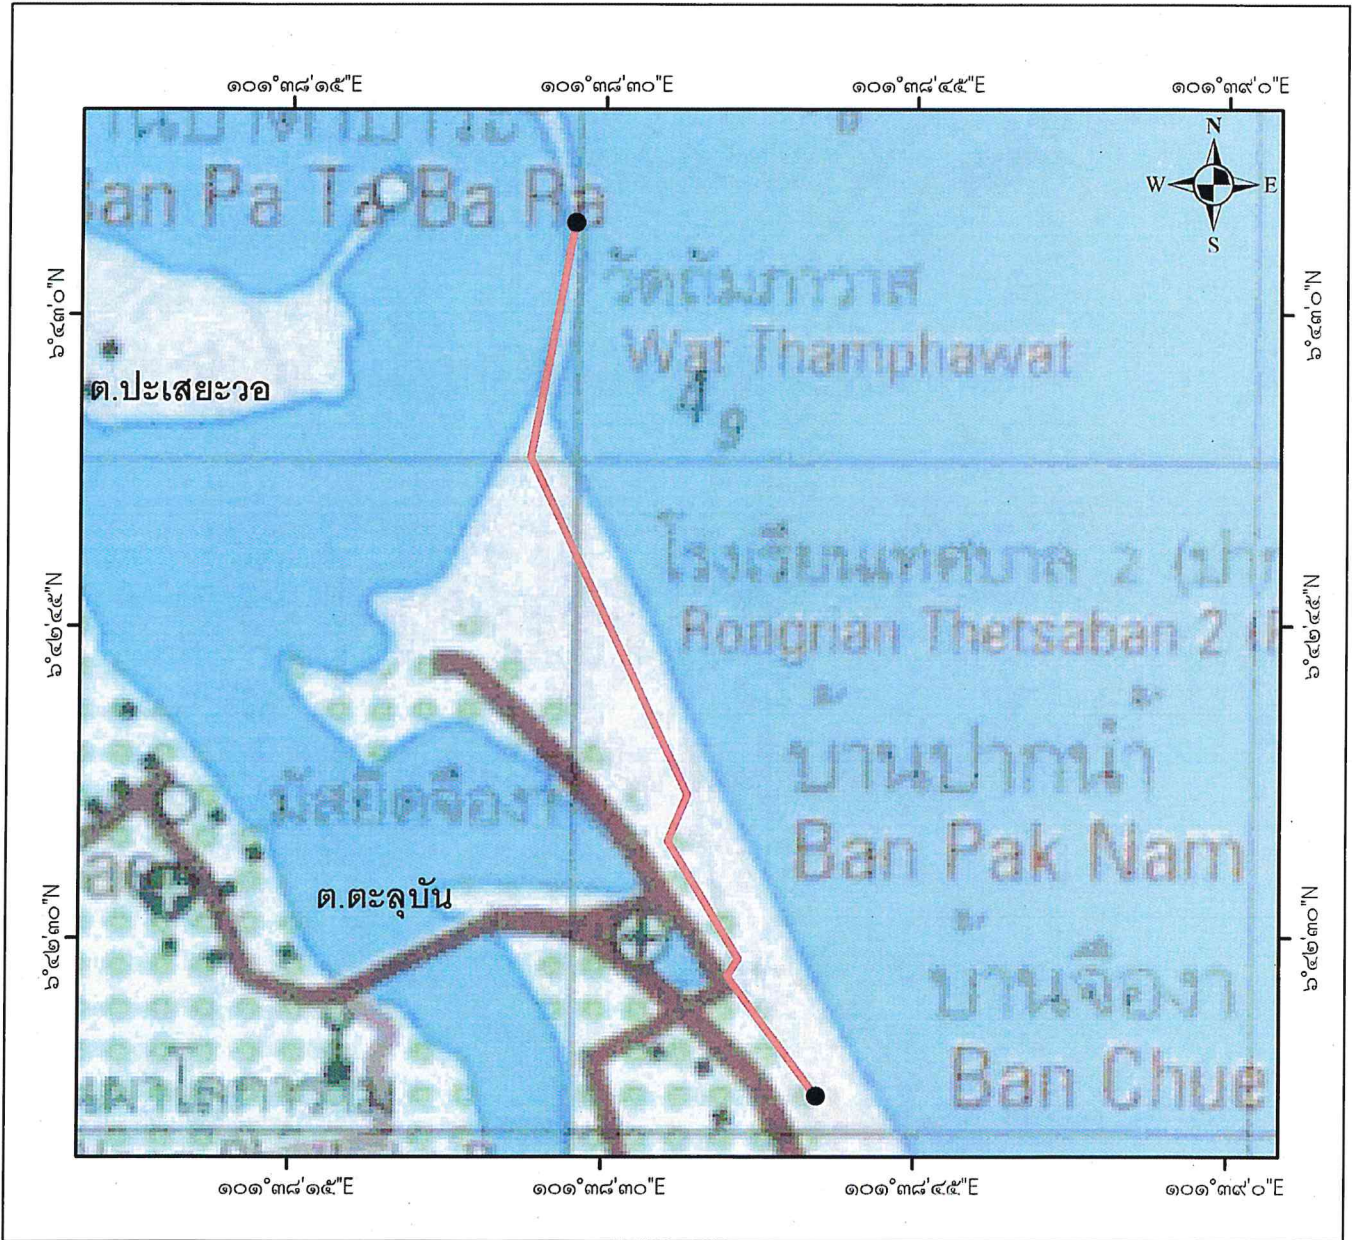 ๑๐๑°๓๘'๑๕"E ๑๐๑°๓๘'๓๐"E ๑๐๑°๓๘'๔๕"E ๑๐๑°๓๙'๐"E
N
W E
S
Pa Ta Ba Ra
๖°๔๓'๐"N
๖°๔๓'๐"N
วัดถัมภาวาส
Wat Thamphawat
ต.ปะเสยะวอ
4
9
โรงเรียนเทศบาล 2
Rongrian Thetsaban 2
๖°๔๒'๔๕"N
๖°๔๒'๔๕"N
บ้านปากน้ำ
Ban Pak Nam
ต.ตะลุบัน
๖°๔๒'๓๐"N
๖°๔๒'๓๐"N
บ้านจืองา
Ban Chue
๑๐๑°๓๘'๑๕"E ๑๐๑°๓๘'๓๐"E ๑๐๑°๓๘'๔๕"E ๑๐๑°๓๙'๐"E